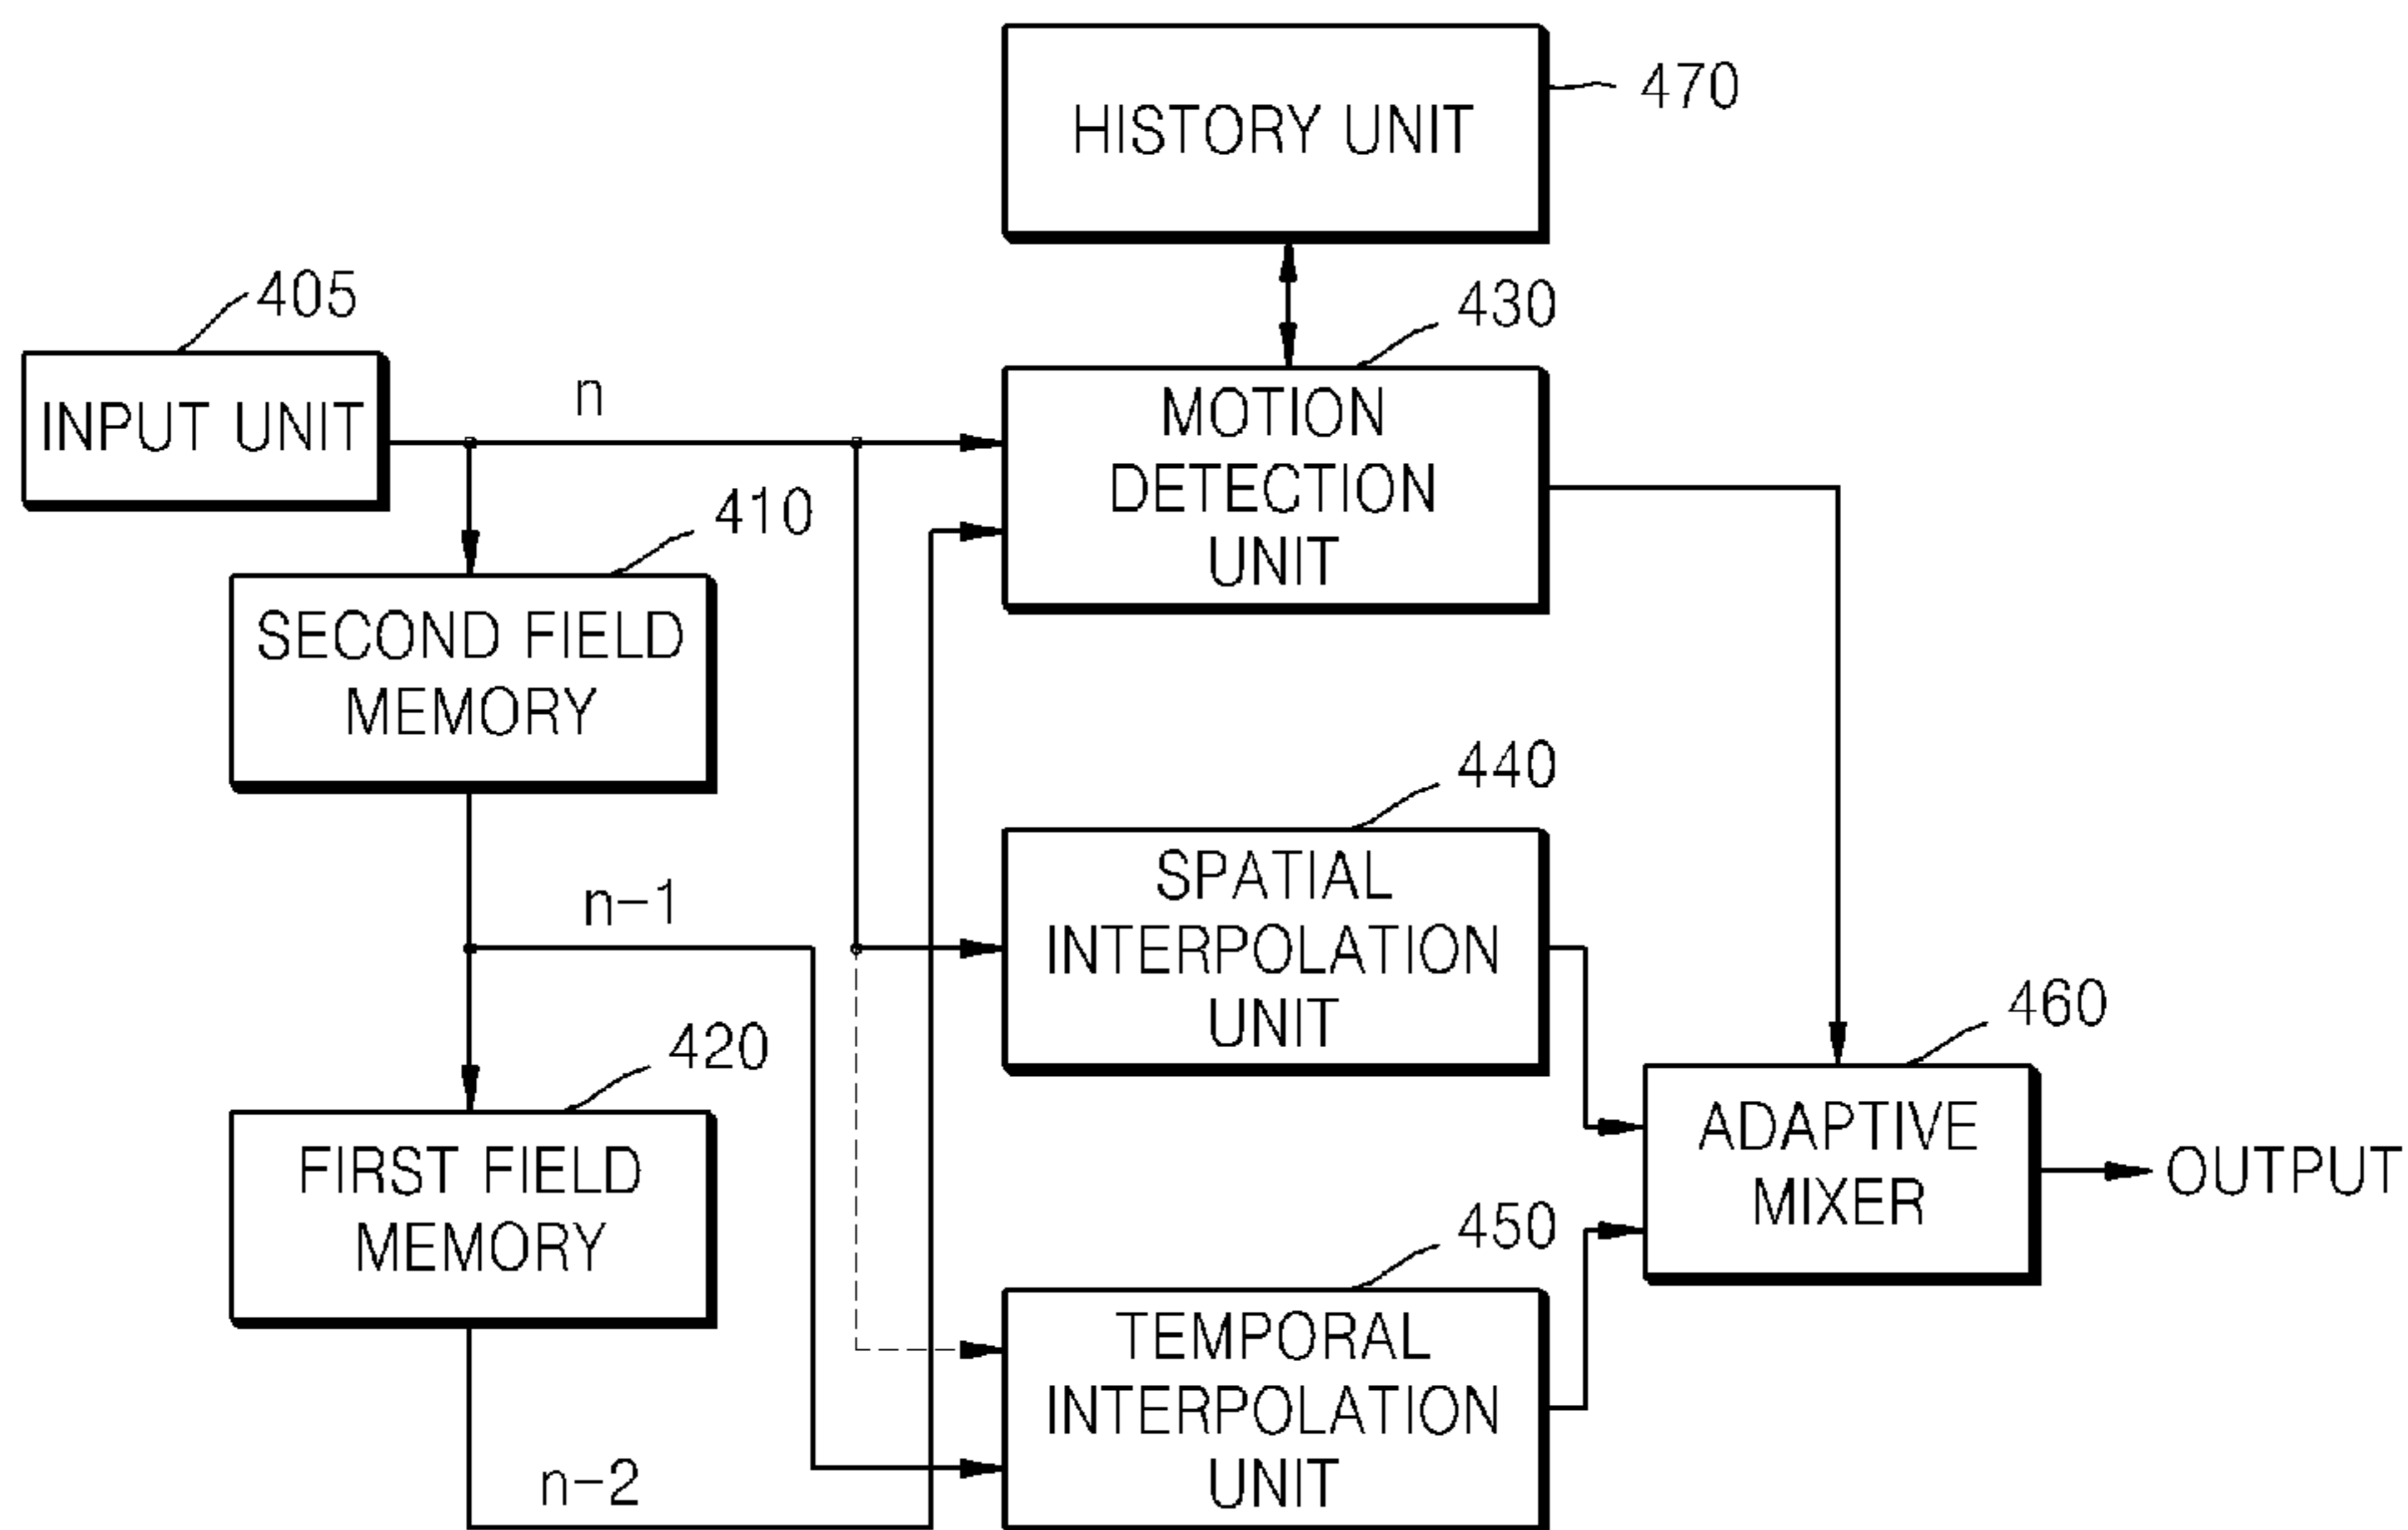 HISTORY UNIT
470
405
INPUT UNIT
n
430
MOTION
DETECTION
UNIT
410
SECOND FIELD
MEMORY
440
SPATIAL
INTERPOLATION
UNIT
n-1
420
FIRST FIELD
MEMORY
460
ADAPTIVE
MIXER
OUTPUT
450
TEMPORAL
INTERPOLATION
UNIT
n-2